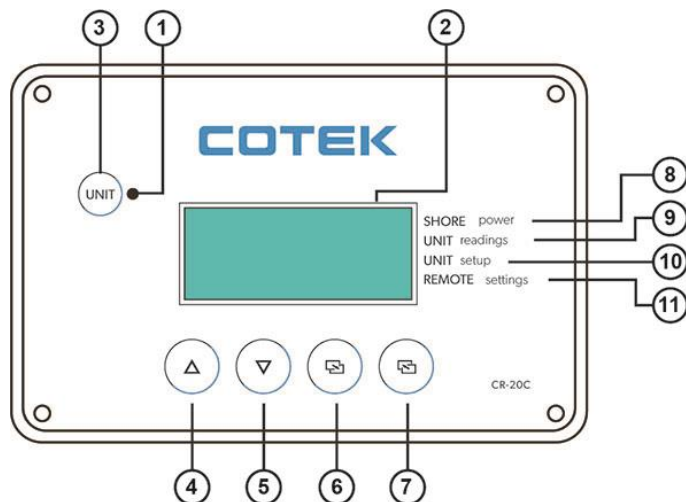 3
1
2
COTEK
UNIT
8
SHORE power
9
UNIT readings
10
UNIT setup
11
REMOTE settings
CR-20C
4
5
6
7